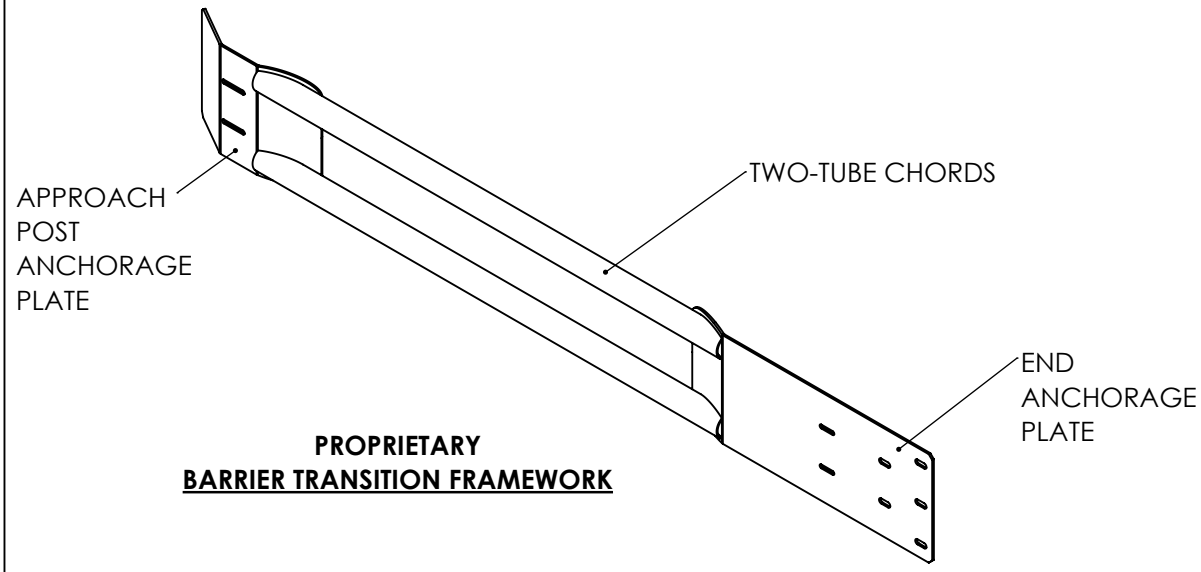 APPROACH
POST
ANCHORAGE
PLATE
TWO-TUBE CHORDS
END
ANCHORAGE
PLATE
PROPRIETARY
BARRIER TRANSITION FRAMEWORK